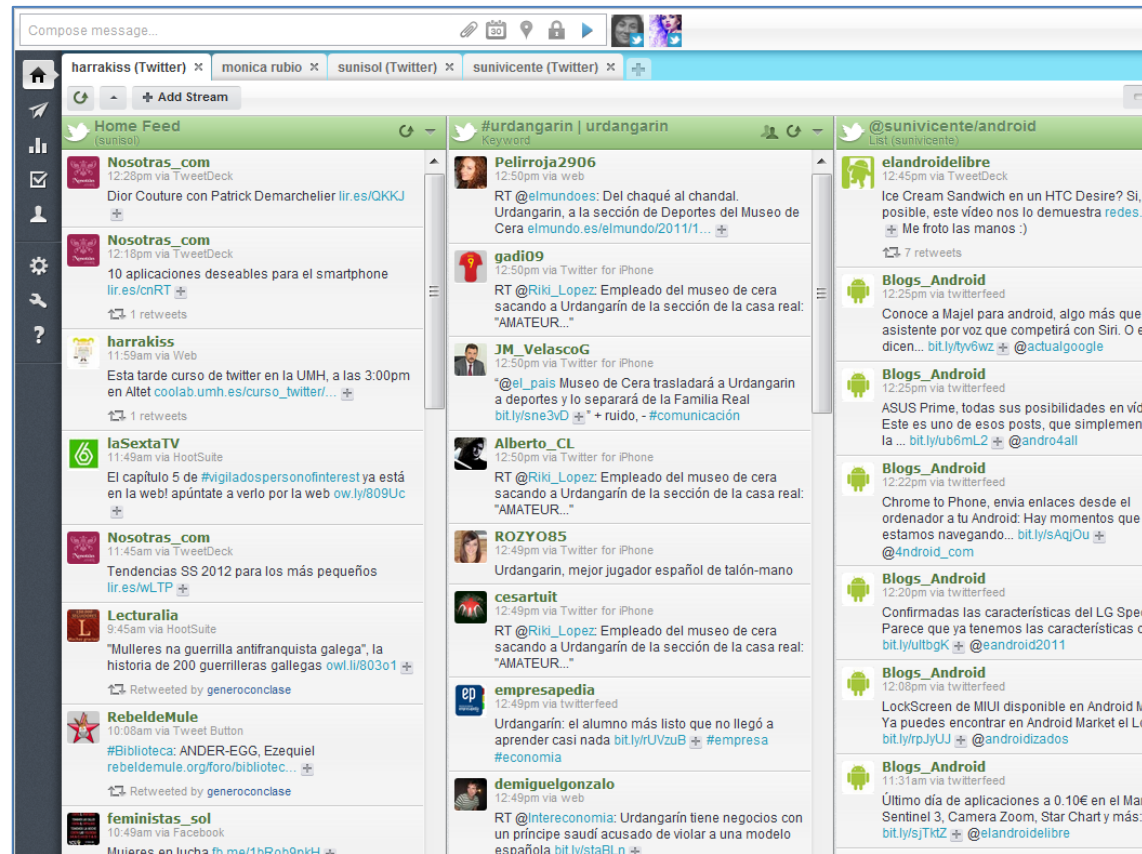 Compose message...
30
harrakiss (Twitter) ×
monica rubio ×
sunisol (Twitter) ×
sunivicente (Twitter) ×
+ Add Stream
Home Feed
(sunisol)
Nosotras_com
12:28pm via TweetDeck
Dior Couture con Patrick Demarchelier lir.es/QKKJ
Nosotras_com
12:18pm via TweetDeck
10 aplicaciones deseables para el smartphone
lir.es/cnRT
1 retweets
harrakiss
11:59am via Web
Esta tarde curso de twitter en la UMH, a las 3:00pm
en Altet coolab.umh.es/curso_twitter/...
1 retweets
laSextaTV
11:49am via HootSuite
El capítulo 5 de #vigiladospersonofinterest ya está
en la web! apúntate a verlo por la web ow.ly/809Uc
Nosotras_com
11:45am via TweetDeck
Tendencias SS 2012 para los más pequeños
lir.es/wLTP
Lecturalia
9:45am via HootSuite
"Mulleres na guerrilla antifranquista galega", la
historia de 200 guerrilleras gallegas owl.li/803o1
Retweeted by generoconclase
RebeldeMule
10:08am via Tweet Button
#Biblioteca: ANDER-EGG, Ezequiel
rebeldemule.org/foro/bibliotec...
Retweeted by generoconclase
feministas_sol
10:49am via Facebook
Mujeres en lucha fb.me/1bRob9pkH
#urdangarin | urdangarin
Keyword
Pelirroja2906
12:50pm via web
RT @elmundoes: Del chaqué al chandal.
Urdangarin, a la sección de Deportes del Museo de
Cera elmundo.es/elmundo/2011/1...
gadi09
12:50pm via Twitter for iPhone
RT @Riki_Lopez: Empleado del museo de cera
sacando a Urdangarín de la sección de la casa real:
"AMATEUR..."
JM_VelascoG
12:50pm via Twitter for iPhone
"@el_pais Museo de Cera trasladará a Urdangarin
a deportes y lo separará de la Familia Real
bit.ly/sne3vD " + ruido, - #comunicación
Alberto_CL
12:50pm via Twitter for iPhone
RT @Riki_Lopez: Empleado del museo de cera
sacando a Urdangarín de la sección de la casa real:
"AMATEUR..."
ROZYO85
12:49pm via Twitter for iPhone
Urdangarin, mejor jugador español de talón-mano
cesartuit
12:49pm via Twitter for iPhone
RT @Riki_Lopez: Empleado del museo de cera
sacando a Urdangarín de la sección de la casa real:
"AMATEUR..."
empresapedia
12:49pm via twitterfeed
Urdangarín: el alumno más listo que no llegó a
aprender casi nada bit.ly/rUVzuB #empresa
#economia
demiguelgonzalo
12:49pm via web
RT @Intereconomia: Urdangarín tiene negocios con
un príncipe saudí acusado de violar a una modelo
española bit.ly/staBLn
@sunivicente/android
List (sunivicente)
elandroidelibre
12:45pm via TweetDeck
Ice Cream Sandwich en un HTC Desire? Si,
posible, este vídeo nos lo demuestra redes.
Me froto las manos :)
7 retweets
Blogs_Android
12:25pm via twitterfeed
Conoce a Majel para android, algo más que
asistente por voz que competirá con Siri. O e
dicen... bit.ly/tyv6wz @actualgoogle
Blogs_Android
12:25pm via twitterfeed
ASUS Prime, todas sus posibilidades en víd
Este es uno de esos posts, que simplemen
la ... bit.ly/ub6mL2 @andro4all
Blogs_Android
12:22pm via twitterfeed
Chrome to Phone, envia enlaces desde el
ordenador a tu Android: Hay momentos que
estamos navegando... bit.ly/sAqjOu
@4ndroid_com
Blogs_Android
12:20pm via twitterfeed
Confirmadas las características del LG Spec
Parece que ya tenemos las características d
bit.ly/ultbgK @eandroid2011
Blogs_Android
12:08pm via twitterfeed
LockScreen de MIUI disponible en Android M
Ya puedes encontrar en Android Market el Lo
bit.ly/rpJyUJ @androidizados
Blogs_Android
11:31am via twitterfeed
Último día de aplicaciones a 0.10€ en el Mar
Sentinel 3, Camera Zoom, Star Chart y más:
bit.ly/sjTktZ @elandroidelibre